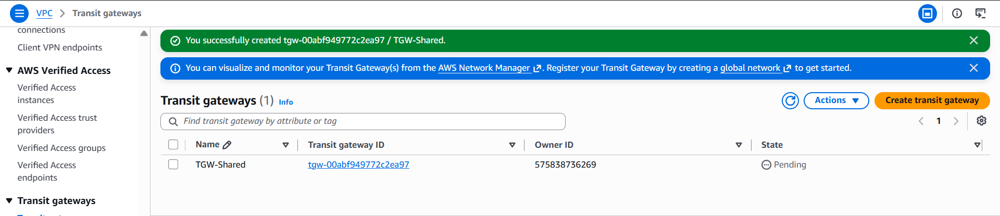 VPC > Transit gateways
connections
Client VPN endpoints
AWS Verified Access
Verified Access
instances
Verified Access trust
providers
Verified Access groups
Verified Access
endpoints
Transit gateways
You successfully created tgw-00abf949772c2ea97 / TGW-Shared.
You can visualize and monitor your Transit Gateway(s) from the AWS Network Manager. Register your Transit Gateway by creating a global network to get started.
Transit gateways (1) Info
Actions
Create transit gateway
Find transit gateway by attribute or tag
1
Name Transit gateway ID Owner ID State
TGW-Shared tgw-00abf949772c2ea97 575838736269 Pending